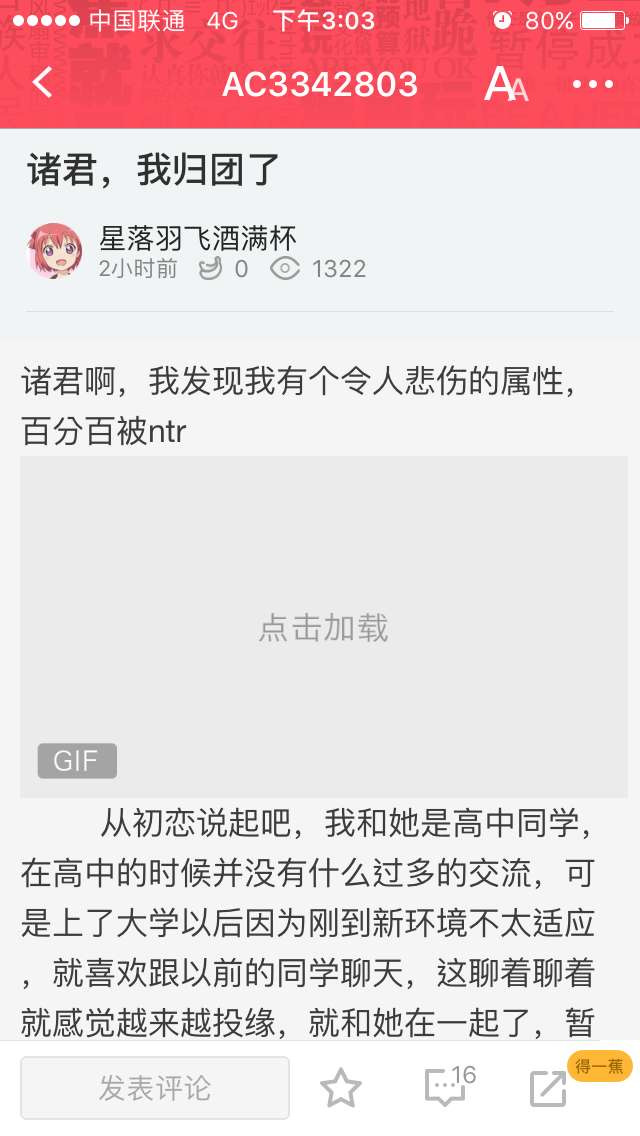 中国联通 4G 下午3:03 80%
AC3342803 AA
诸君，我归团了
星落羽飞酒满杯
2小时前 0 1322
诸君啊，我发现我有个令人悲伤的属性，
百分百被ntr
点击加载
GIF
从初恋说起吧，我和她是高中同学，
在高中的时候并没有什么过多的交流，可
是上了大学以后因为刚到新环境不太适应
，就喜欢跟以前的同学聊天，这聊着聊着
就感觉越来越投缘，就和她在一起了，暂
发表评论 16 得一蕉